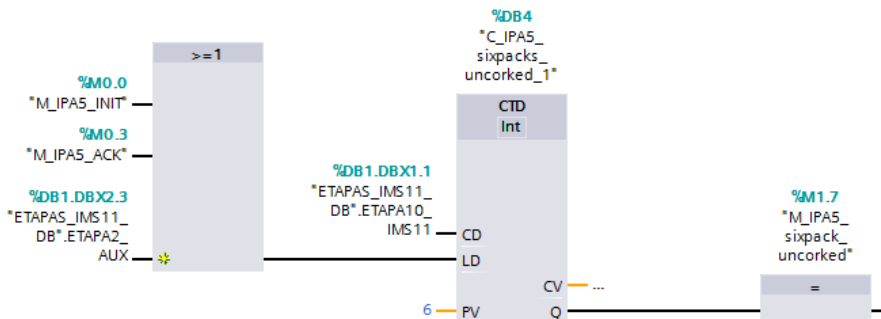 %DB4
"C_IPA5_
sixpacks_
uncorked_1"
>=1
CTD
Int
%M0.0
"M_IPA5_INIT"
%M0.3
"M_IPA5_ACK"
%DB1.DBX2.3
"ETAPAS_IMS11_
DB".ETAPA2_
AUX
%DB1.DBX1.1
"ETAPAS_IMS11_
DB".ETAPA10_
IMS11
CD
LD
CV
...
6
PV
Q
%M1.7
"M_IPA5_
sixpack_
uncorked"
=